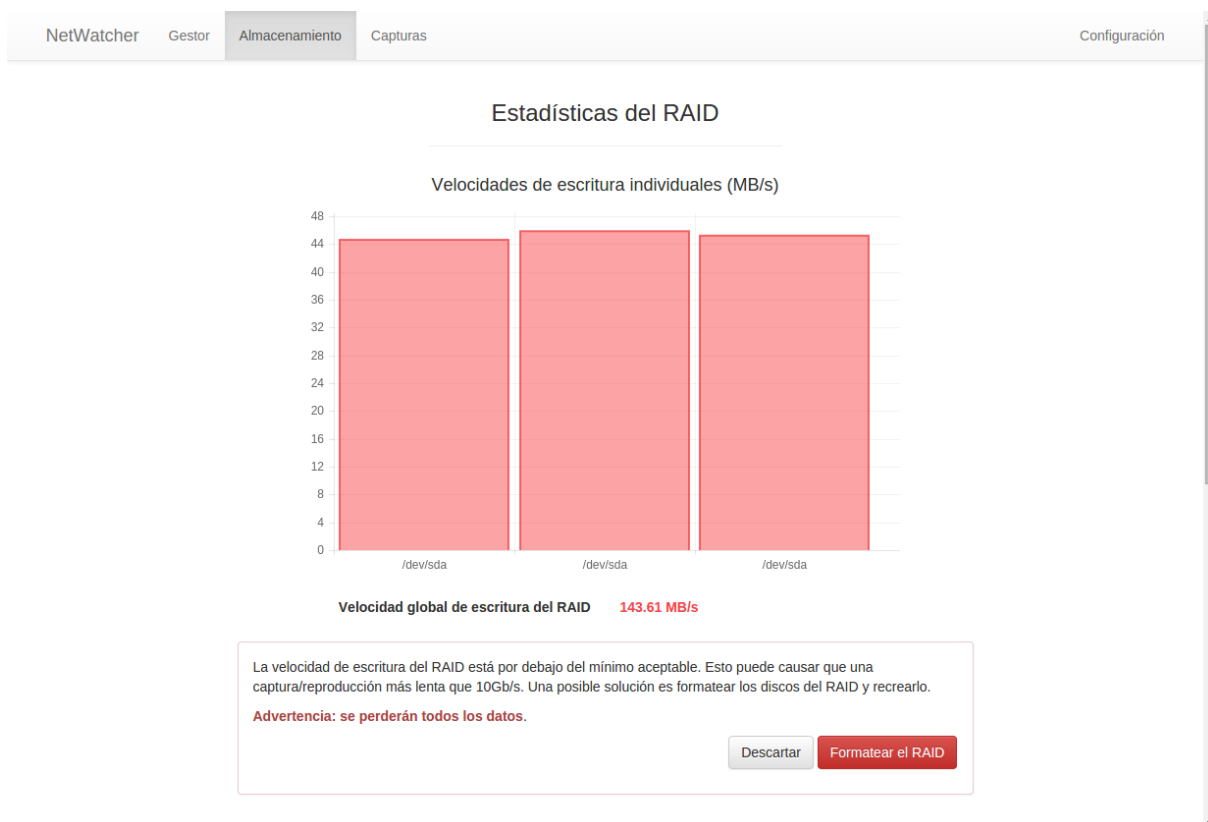 NetWatcher Gestor Almacenamiento Capturas Configuración
Estadísticas del RAID
Velocidades de escritura individuales (MB/s)
48
44
40
36
32
28
24
20
16
12
8
4
0
/dev/sda /dev/sda /dev/sda
Velocidad global de escritura del RAID 143.61 MB/s
La velocidad de escritura del RAID está por debajo del mínimo aceptable. Esto puede causar que una
captura/reproducción más lenta que 10Gb/s. Una posible solución es formatear los discos del RAID y recrearlo.
Advertencia: se perderán todos los datos.
Descartar Formatear el RAID